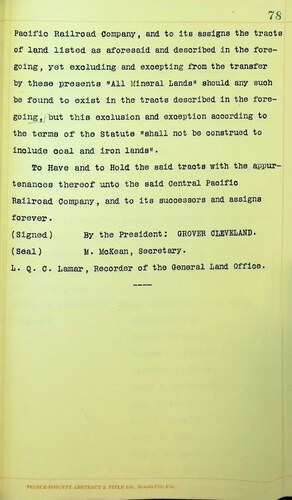 78
Pacific Railroad Company, and to its assigns the tracts
of land listed as aforesaid and described in the fore-
going, yet excluding and excepting from the transfer
by these presents "All Mineral Lands" should any such
be found to exist in the tracts described in the fore-
going, but this exclusion and exception according to
the terms of the Statute "shall not be construed to
include coal and iron lands".
To Have and to Hold the said tracts with the appur-
tenances thereof unto the said Central Pacific
Railroad Company, and to its successors and assigns
forever.
(Signed) By the President: GROVER CLEVELAND.
(Seal) M. McKean, Secretary.
L. Q. C. Lamar, Recorder of the General Land Office.
----
ABSTRACT & TITLE CO.